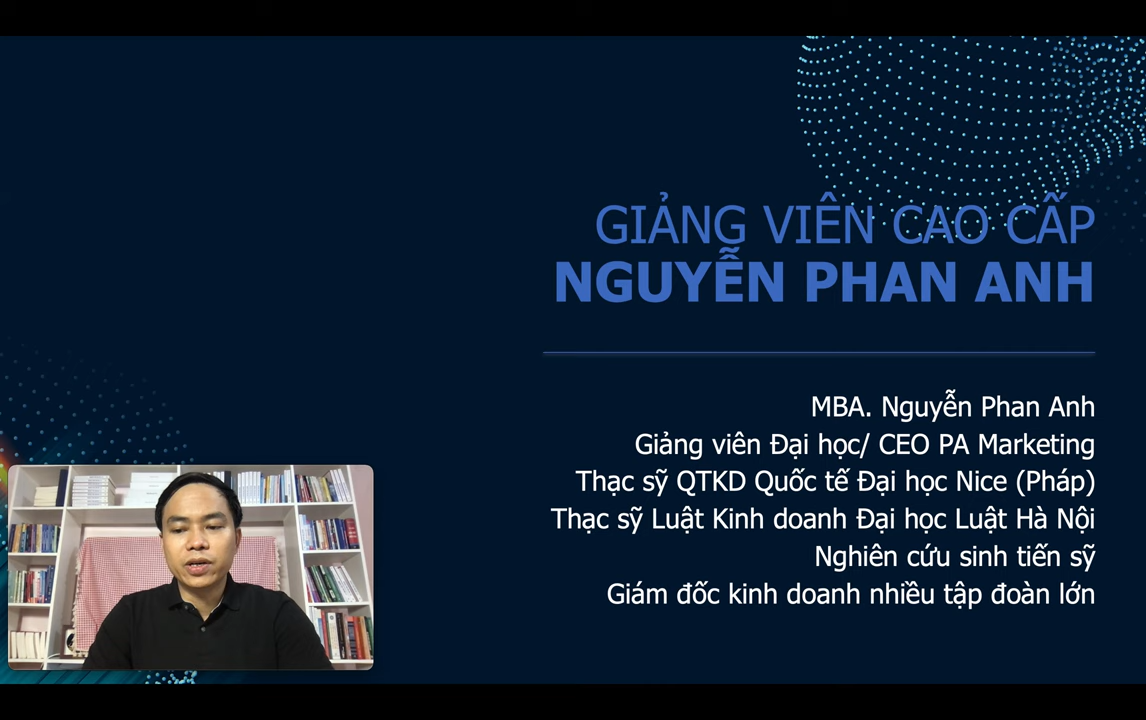 GIẢNG VIÊN CAO CẤP
NGUYỄN PHAN ANH
MBA. Nguyễn Phan Anh
Giảng viên Đại học/ CEO PA Marketing
Thạc sỹ QTKD Quốc tế Đại học Nice (Pháp)
Thạc sỹ Luật Kinh doanh Đại học Luật Hà Nội
Nghiên cứu sinh tiến sỹ
Giám đốc kinh doanh nhiều tập đoàn lớn